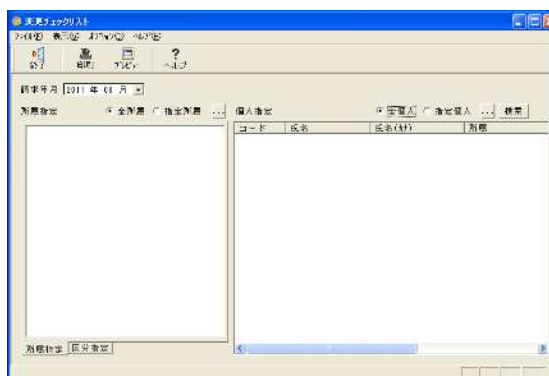 変更チェックリスト
ファイル(F) 表示(V) オプション(O) ヘルプ(H)
終了 印刷 プレビュー ヘルプ
請求年月 2011 年 01 月
所属指定 全所属 指定所属 ... 個人指定 全個人 指定個人 ... 検索
コード 氏名 氏名(カナ) 所属
所属指定 区分指定